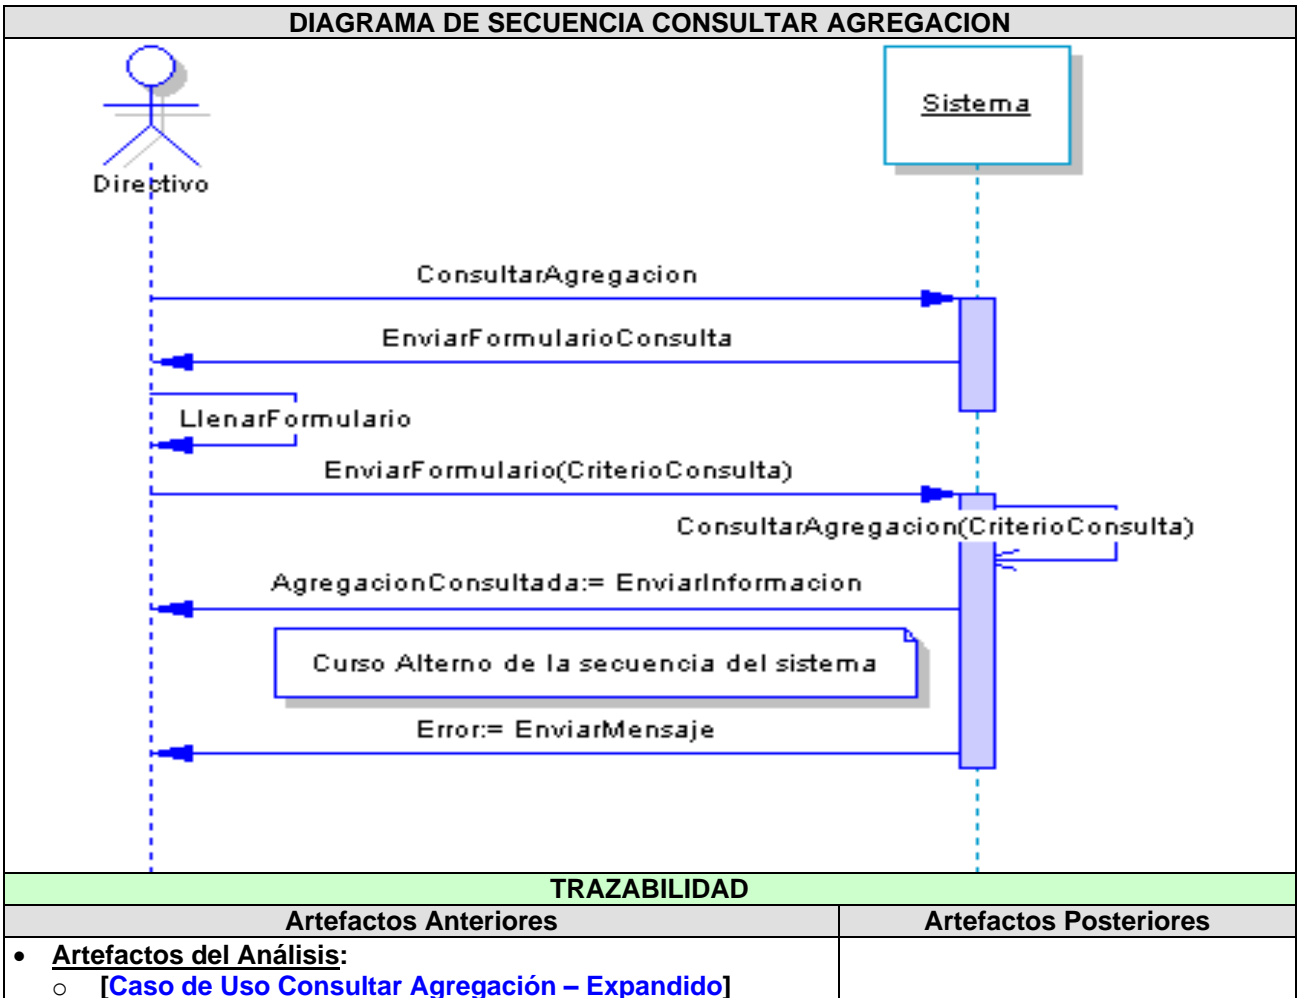 DIAGRAMA DE SECUENCIA CONSULTAR AGREGACION
Sistema
Directivo
ConsultarAgregacion
EnviarFormularioConsulta
LlenarFormulario
EnviarFormulario(CriterioConsulta)
ConsultarAgregacion(CriterioConsulta)
AgregacionConsultada:= EnviarInformacion
Curso Alterno de la secuencia del sistema
Error:= EnviarMensaje
TRAZABILIDAD
Artefactos Anteriores
Artefactos Posteriores
• Artefactos del Análisis:
o [Caso de Uso Consultar Agregación – Expandido]